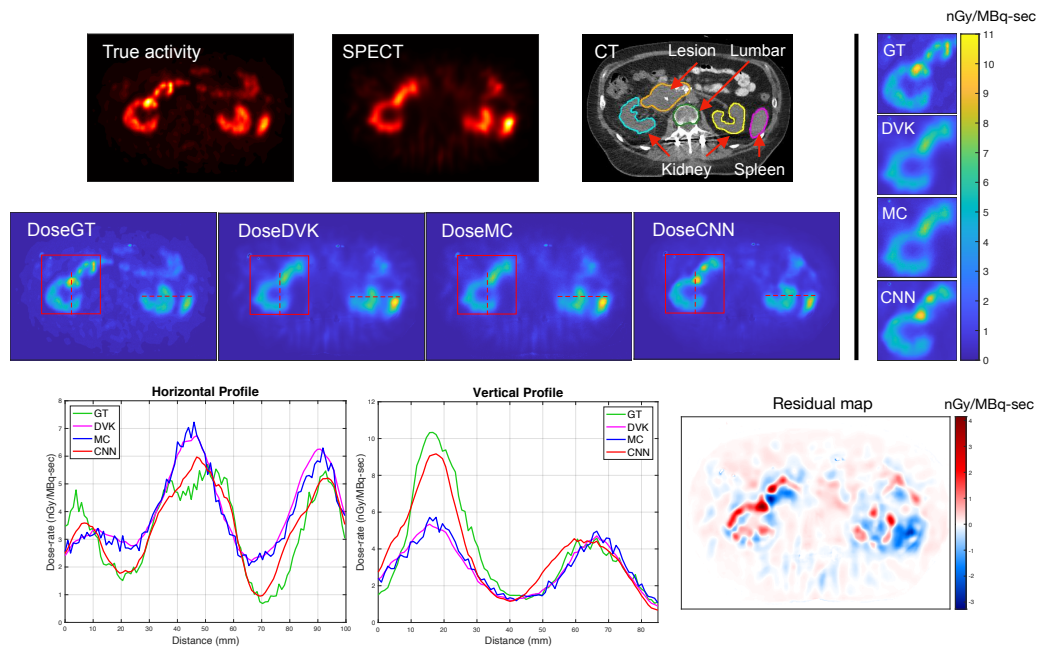 nGy/MBq-sec
True activity
SPECT
CT
Lesion
Lumbar
Kidney
Spleen
GT
DVK
MC
CNN
11
10
9
8
7
6
5
4
3
2
1
0
DoseGT
DoseDVK
DoseMC
DoseCNN
Horizontal Profile
GT
DVK
MC
CNN
Dose-rate (nGy/MBq-sec)
8
7
6
5
4
3
2
1
0
0 10 20 30 40 50 60 70 80 90 100
Distance (mm)
Vertical Profile
GT
DVK
MC
CNN
Dose-rate (nGy/MBq-sec)
12
10
8
6
4
2
0
0 10 20 30 40 50 60 70 80
Distance (mm)
Residual map
nGy/MBq-sec
4
3
2
1
0
-1
-2
-3